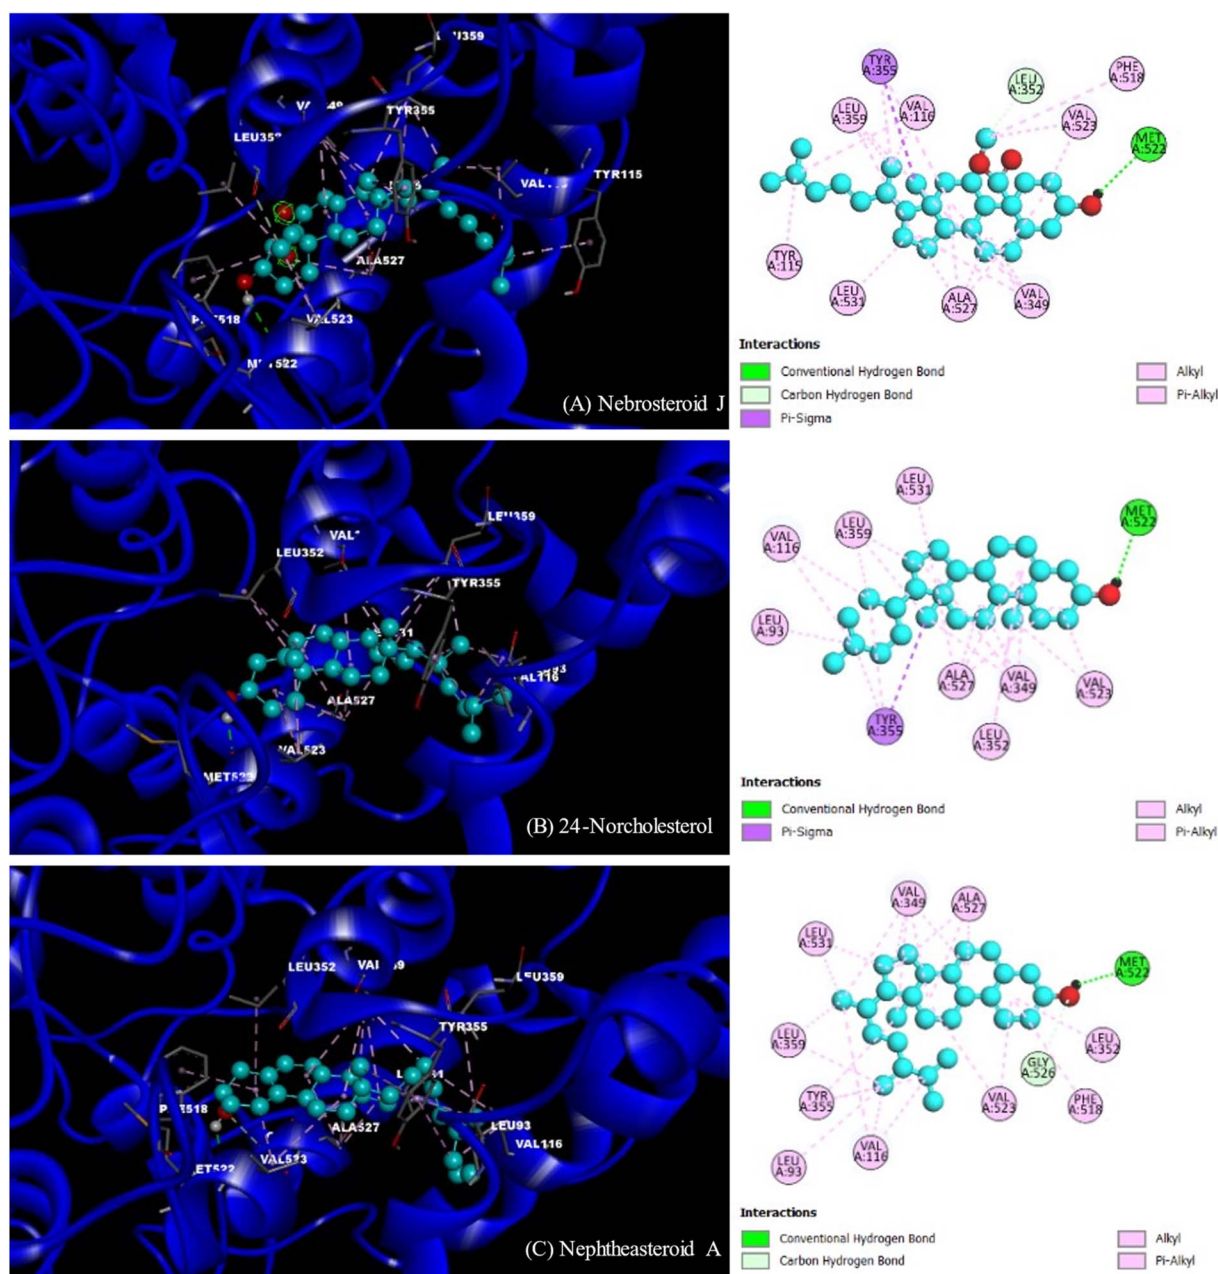 LEU359
TYR355
TYR115
ALA527
VAL523
(A) Nebrosteroid J
TYR
A:355
LEU
A:352
PHE
A:518
LEU
A:359
VAL
A:116
VAL
A:523
MET
A:522
TYR
A:115
LEU
A:531
ALA
A:527
VAL
A:349
Interactions
Conventional Hydrogen Bond
Alkyl
Carbon Hydrogen Bond
Pi-Alkyl
Pi-Sigma
LEU359
LEU352
TYR355
ALA527
VAL523
MET522
(B) 24-Norcholesterol
LEU
A:531
MET
A:522
VAL
A:116
LEU
A:359
LEU
A:93
ALA
A:527
VAL
A:349
VAL
A:523
TYR
A:355
LEU
A:352
Interactions
Conventional Hydrogen Bond
Alkyl
Pi-Sigma
Pi-Alkyl
LEU352
LEU359
TYR355
ALA527
LEU93
VAL116
VAL523
(C) Nephtheasteroid A
VAL
A:349
ALA
A:527
LEU
A:531
MET
A:522
LEU
A:359
LEU
A:352
GLY
A:526
TYR
A:355
VAL
A:523
PHE
A:518
VAL
A:116
LEU
A:93
Interactions
Conventional Hydrogen Bond
Alkyl
Carbon Hydrogen Bond
Pi-Alkyl